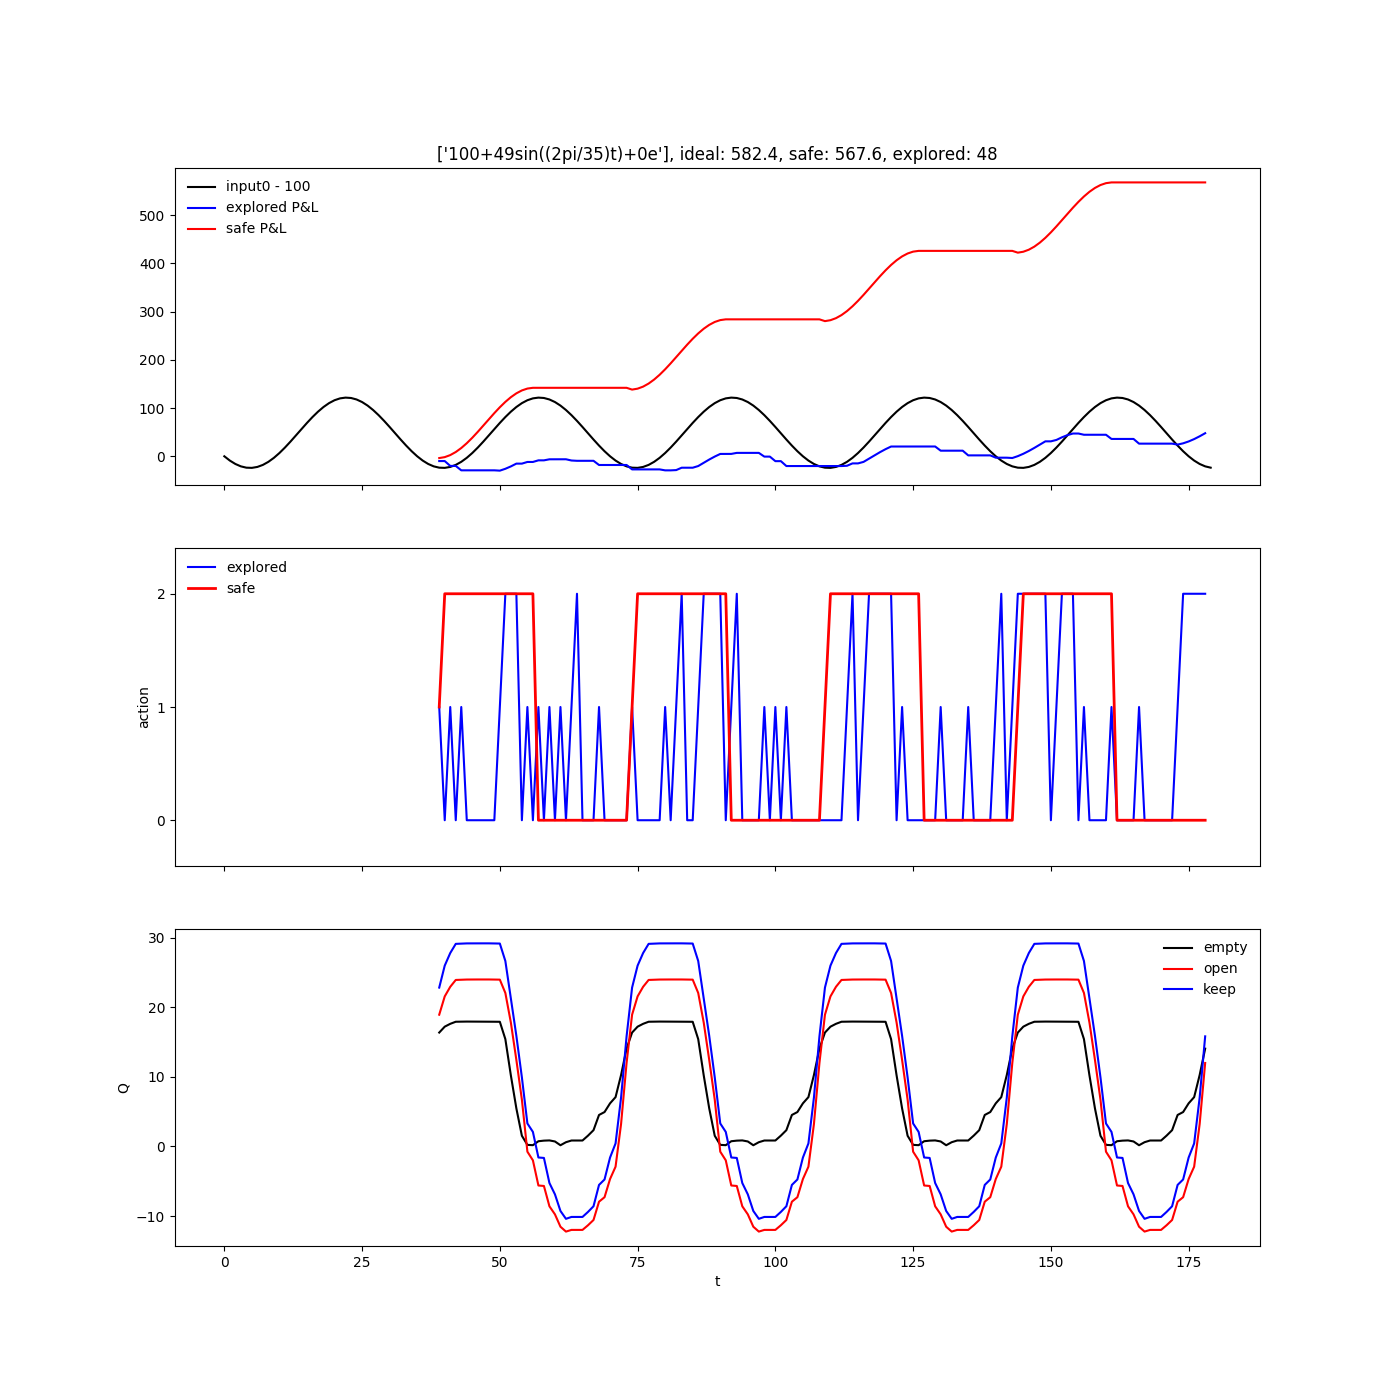 ['100+49sin((2pi/35)t)+0e'], ideal: 582.4, safe: 567.6, explored: 48
input0 - 100
explored P&L
safe P&L
500
400
300
200
100
0
explored
safe
2
1
0
action
empty
open
keep
30
20
10
0
−10
Q
0 25 50 75 100 125 150 175
t